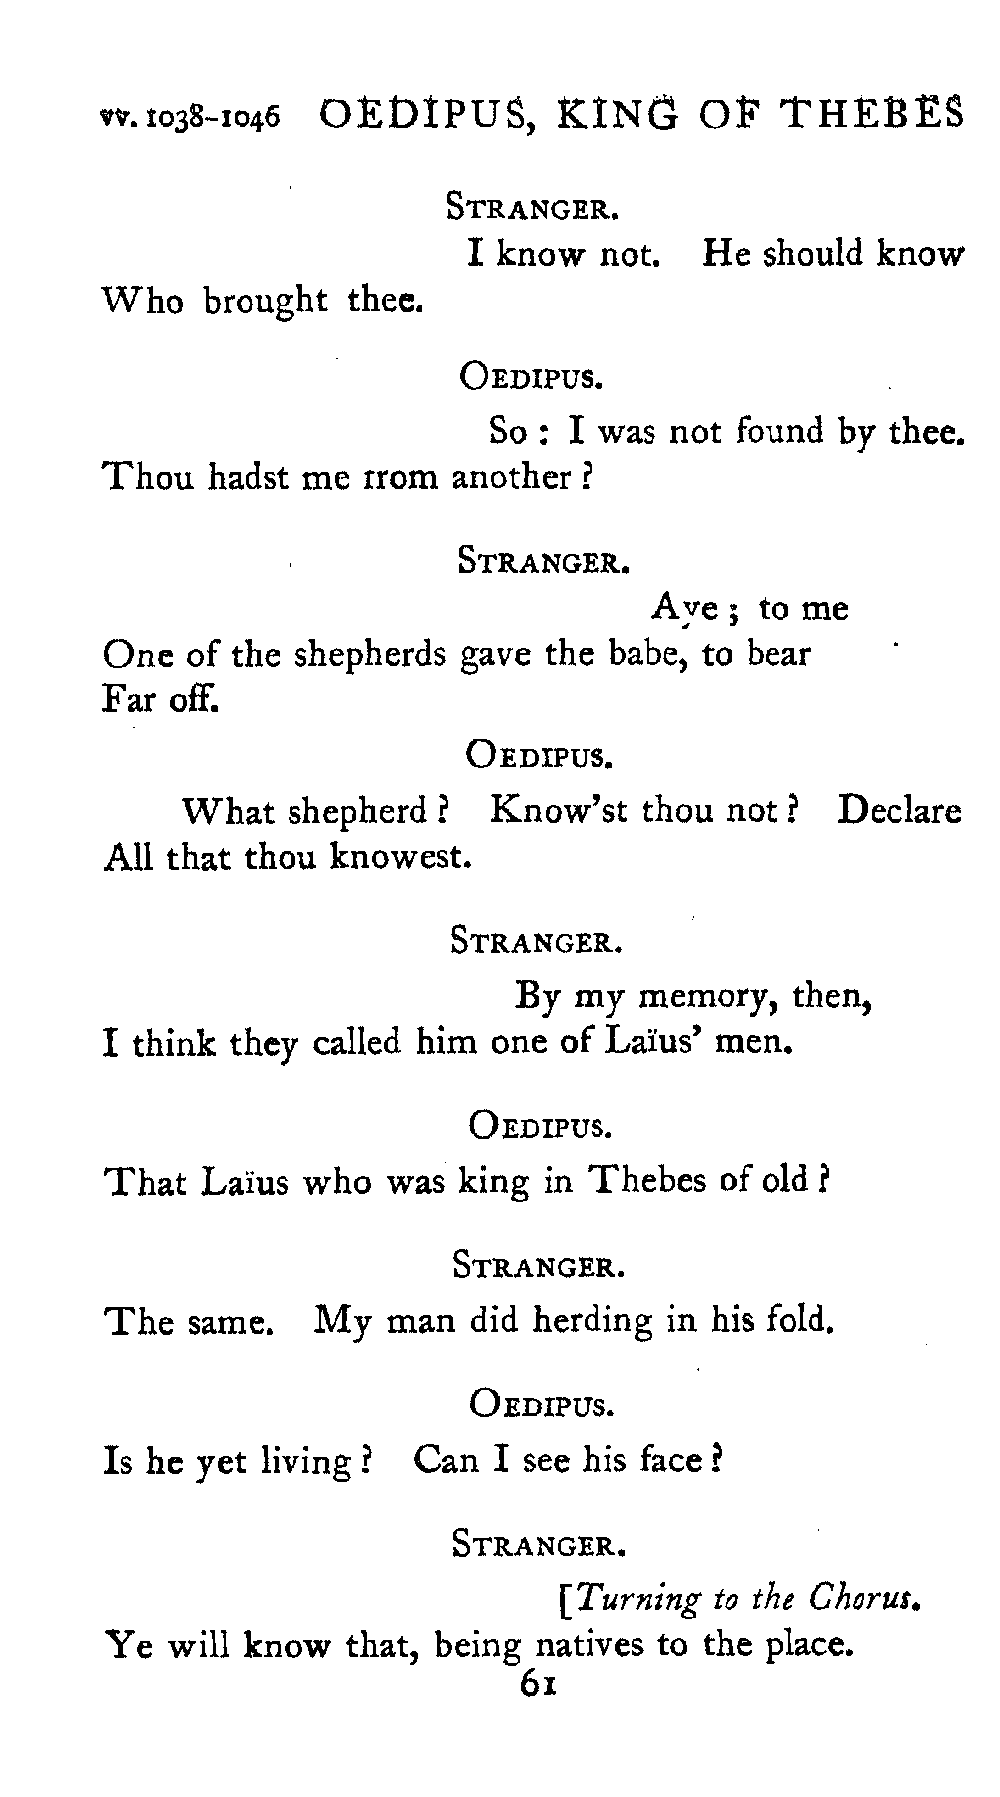 vv. 1038-1046 OEDIPUS, KING OF THEBES
STRANGER.
I know not. He should know
Who brought thee.
OEDIPUS.
So : I was not found by thee.
Thou hadst me rrom another ?
STRANGER.
Aye ; to me
One of the shepherds gave the babe, to bear
Far off.
OEDIPUS.
What shepherd ? Know'st thou not ? Declare
All that thou knowest.
STRANGER.
By my memory, then,
I think they called him one of Laïus' men.
OEDIPUS.
That Laïus who was king in Thebes of old ?
STRANGER.
The same. My man did herding in his fold.
OEDIPUS.
Is he yet living ? Can I see his face ?
STRANGER.
[Turning to the Chorus.
Ye will know that, being natives to the place.
61